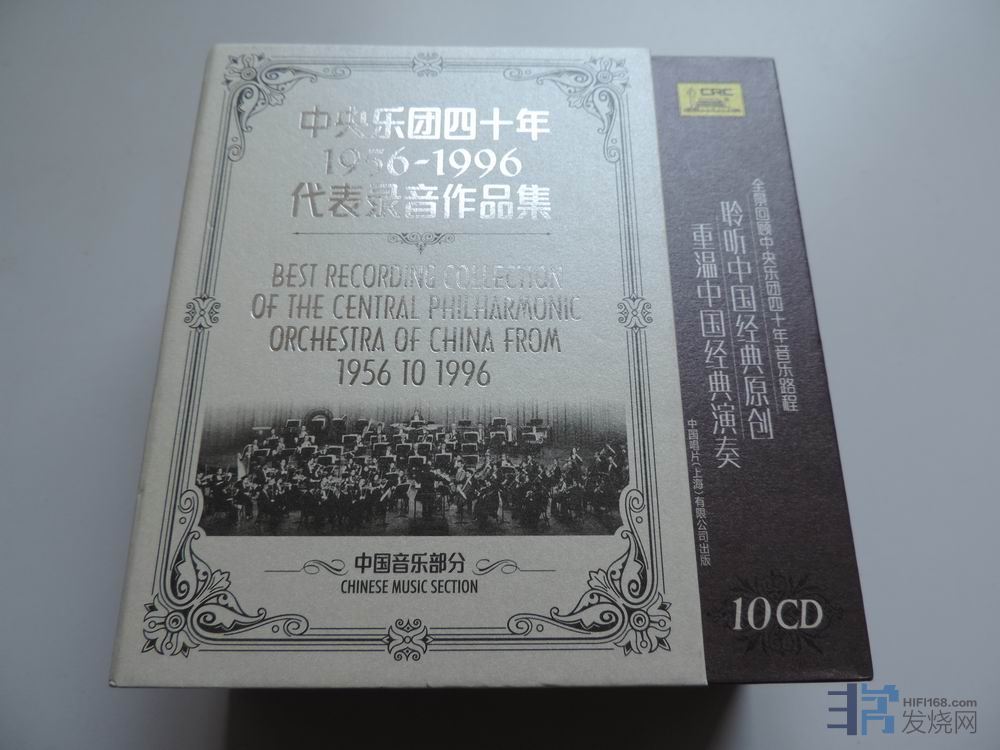 中央乐团四十年
1956-1996
代表录音作品集
BEST RECORDING COLLECTION
OF THE CENTRAL PHILHARMONIC
ORCHESTRA OF CHINA FROM
1956 TO 1996
中国音乐部分
CHINESE MUSIC SECTION
CRC
全景回顾中央乐团四十年音乐路程
聆听中国经典原创
重温中国经典演奏
中国唱片(上海)有限公司出版
10CD
HIFI168.com
发烧网